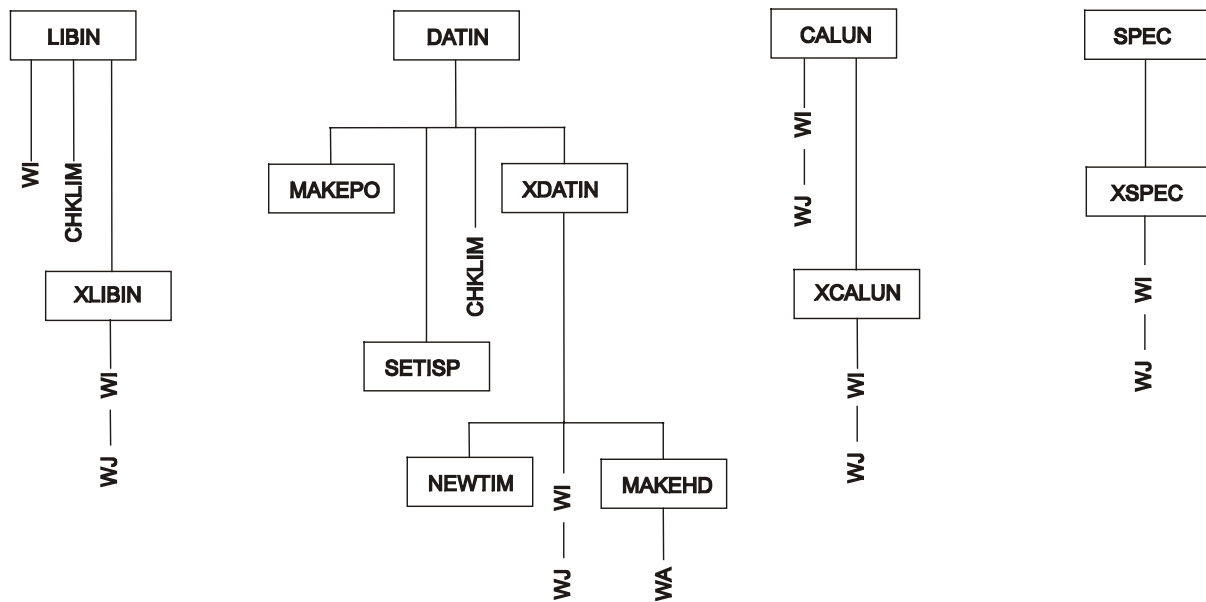 LIBIN
DATIN
CALUN
SPEC
WI
CHKLIM
XLIBIN
WI
WJ
MAKEPO
SETISP
CHKLIM
XDATIN
NEWTIM
WI
WJ
MAKEHD
WA
WI
WJ
XCALUN
WI
WJ
XSPEC
WI
WJ